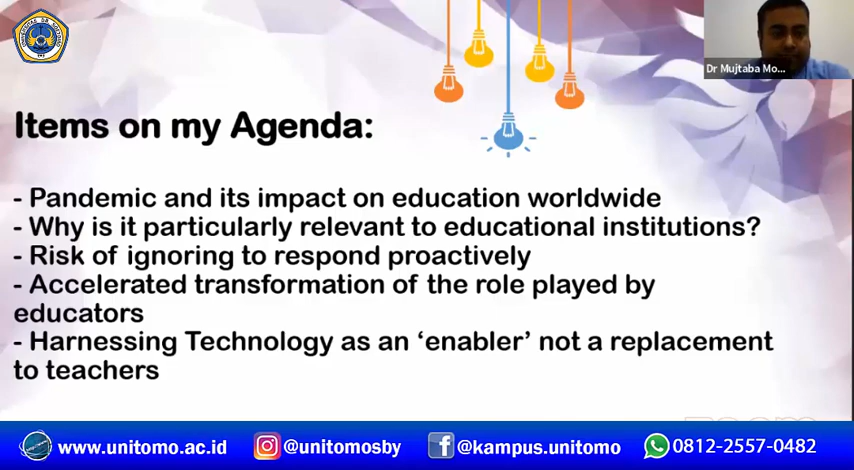 Dr Mujtaba Mo...
Items on my Agenda:
- Pandemic and its impact on education worldwide
- Why is it particularly relevant to educational institutions?
- Risk of ignoring to respond proactively
- Accelerated transformation of the role played by
educators
- Harnessing Technology as an ‘enabler’ not a replacement
to teachers
zoom
www.unitomo.ac.id
@unitomosby
@kampus.unitomo
0812-2557-0482